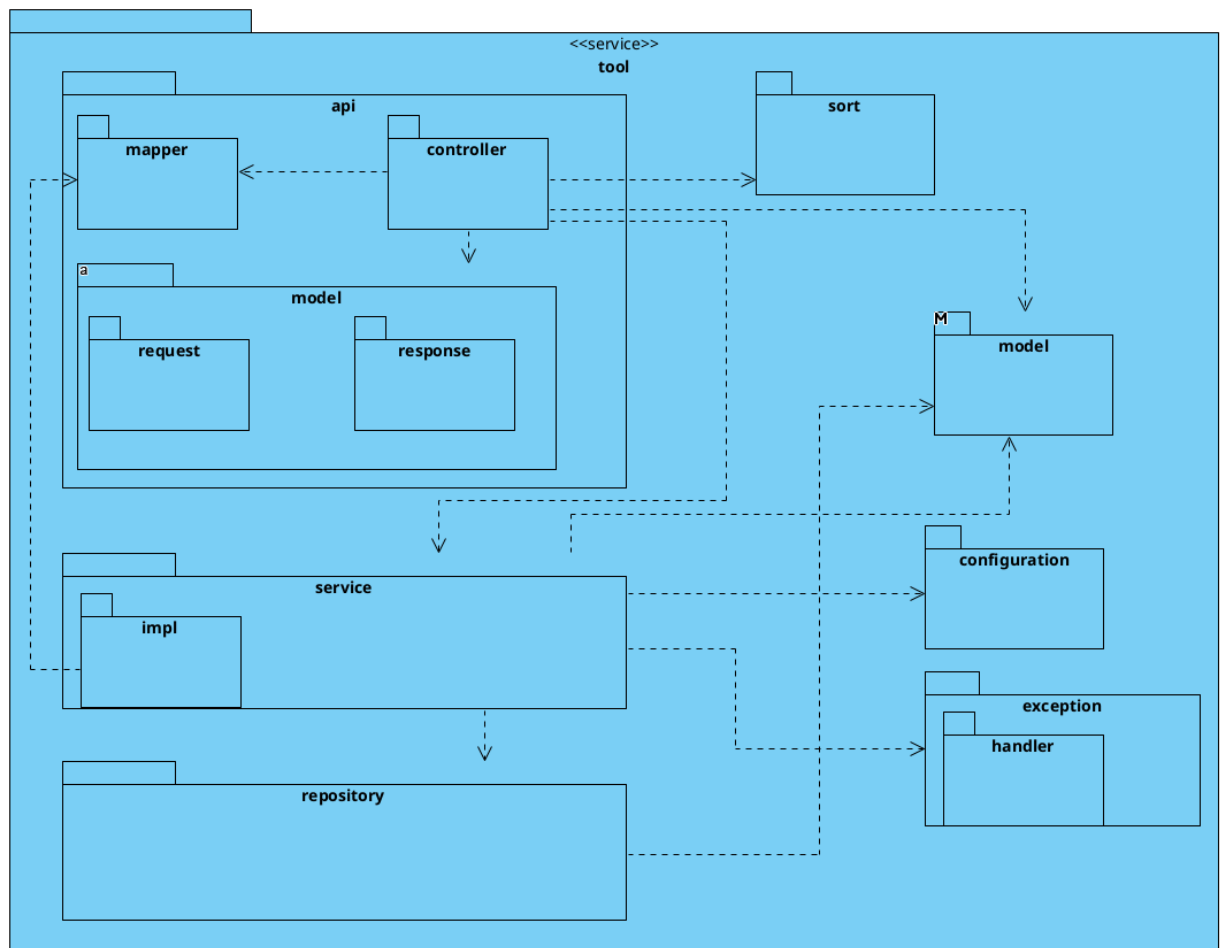 <<service>>
tool
api
sort
mapper
controller
a
model
request
response
M
model
service
configuration
impl
exception
handler
repository